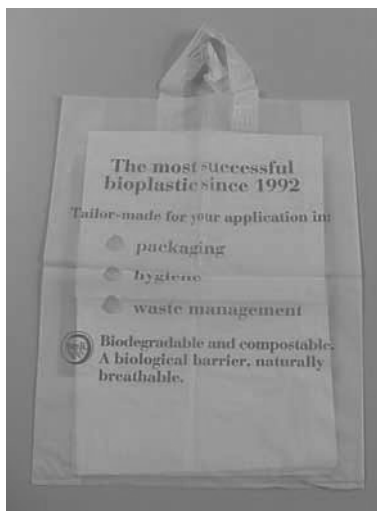 The most successful
bioplastic since 1992
Tailor-made for your application in:
packaging
hygiene
waste management
Biodegradable and compostable.
A biological barrier, naturally
breathable.